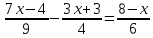 (7x−4)/9 − (3x+3)/4 = (8−x)/6